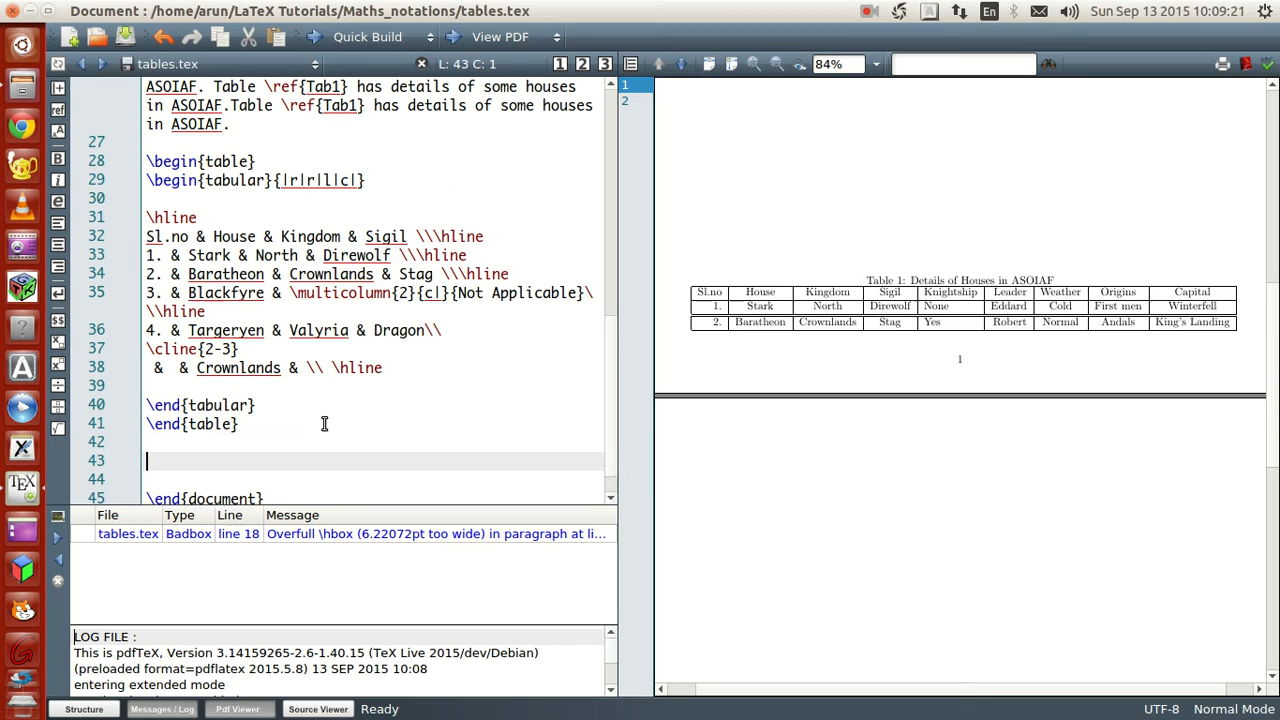 Document : /home/arun/LaTeX Tutorials/Maths_notations/tables.tex
En
Sun Sep 13 2015 10:09:21
Quick Build
View PDF
tables.tex
L: 43 C: 1
1 2 3
84%
ASOIAF. Table \ref{Tab1} has details of some houses
in ASOIAF.Table \ref{Tab1} has details of some houses
in ASOIAF.
27
28 \begin{table}
29 \begin{tabular}{|r|r|l|c|}
30
31 \hline
32 Sl.no & House & Kingdom & Sigil \\\hline
33 1. & Stark & North & Direwolf \\\hline
34 2. & Baratheon & Crownlands & Stag \\\hline
35 3. & Blackfyre & \multicolumn{2}{c|}{Not Applicable}\
\\hline
36 4. & Targeryen & Valyria & Dragon\\
37 \cline{2-3}
38 & & Crownlands & \\ \hline
39
40 \end{tabular}
41 \end{table}
42
43
44
45 \end{document}
1
2
Table 1: Details of Houses in ASOIAF
Sl.no House Kingdom Sigil Knightship Leader Weather Origins Capital
1. Stark North Direwolf None Eddard Cold First men Winterfell
2. Baratheon Crownlands Stag Yes Robert Normal Andals King's Landing
1
File Type Line Message
tables.tex Badbox line 18 Overfull \hbox (6.22072pt too wide) in paragraph at li...
LOG FILE :
This is pdfTeX, Version 3.14159265-2.6-1.40.15 (TeX Live 2015/dev/Debian)
(preloaded format=pdflatex 2015.5.8) 13 SEP 2015 10:08
entering extended mode
Structure
Messages / Log
Pdf Viewer
Source Viewer
Ready
UTF-8
Normal Mode
ref
A
B
i
e
$$
TEX